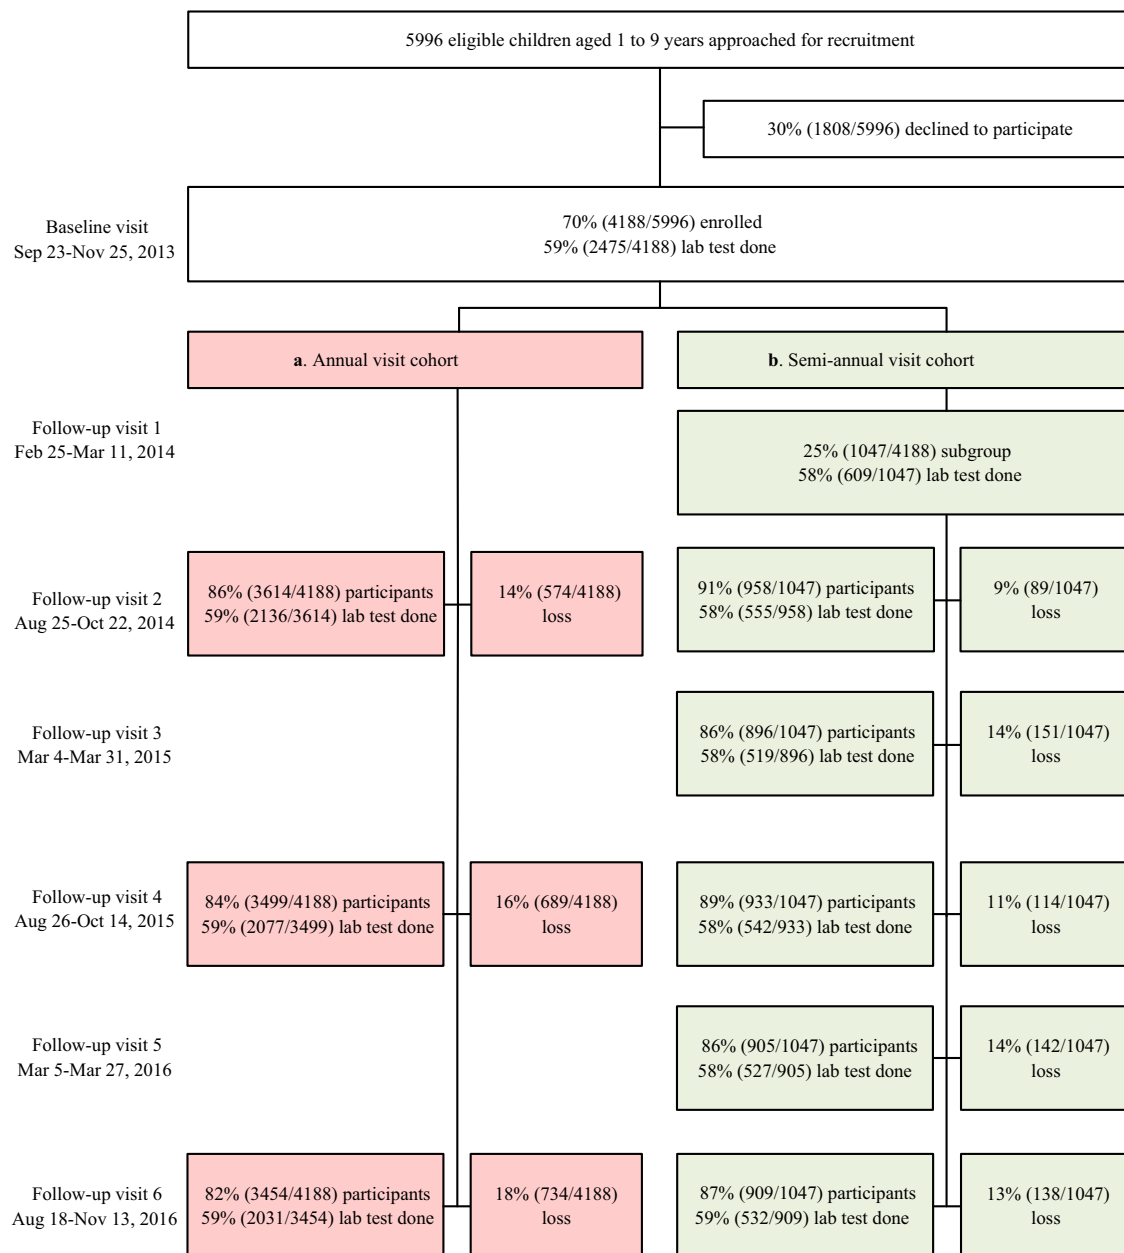 5996 eligible children aged 1 to 9 years approached for recruitment
30% (1808/5996) declined to participate
Baseline visit
Sep 23-Nov 25, 2013
70% (4188/5996) enrolled
59% (2475/4188) lab test done
a. Annual visit cohort
b. Semi-annual visit cohort
Follow-up visit 1
Feb 25-Mar 11, 2014
25% (1047/4188) subgroup
58% (609/1047) lab test done
Follow-up visit 2
Aug 25-Oct 22, 2014
86% (3614/4188) participants
59% (2136/3614) lab test done
14% (574/4188)
loss
91% (958/1047) participants
58% (555/958) lab test done
9% (89/1047)
loss
Follow-up visit 3
Mar 4-Mar 31, 2015
86% (896/1047) participants
58% (519/896) lab test done
14% (151/1047)
loss
Follow-up visit 4
Aug 26-Oct 14, 2015
84% (3499/4188) participants
59% (2077/3499) lab test done
16% (689/4188)
loss
89% (933/1047) participants
58% (542/933) lab test done
11% (114/1047)
loss
Follow-up visit 5
Mar 5-Mar 27, 2016
86% (905/1047) participants
58% (527/905) lab test done
14% (142/1047)
loss
Follow-up visit 6
Aug 18-Nov 13, 2016
82% (3454/4188) participants
59% (2031/3454) lab test done
18% (734/4188)
loss
87% (909/1047) participants
59% (532/909) lab test done
13% (138/1047)
loss